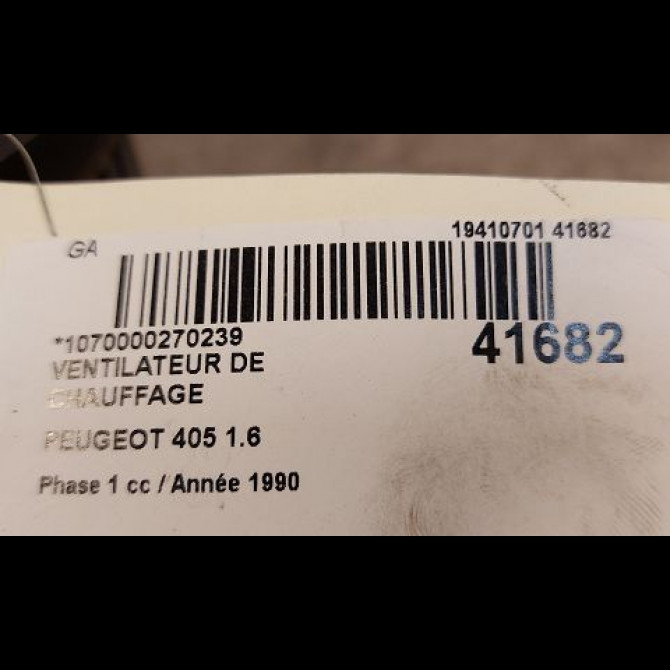 GA
19410701 41682
*1070000270239
41682
VENTILATEUR DE
CHAUFFAGE
PEUGEOT 405 1.6
Phase 1 cc / Année 1990